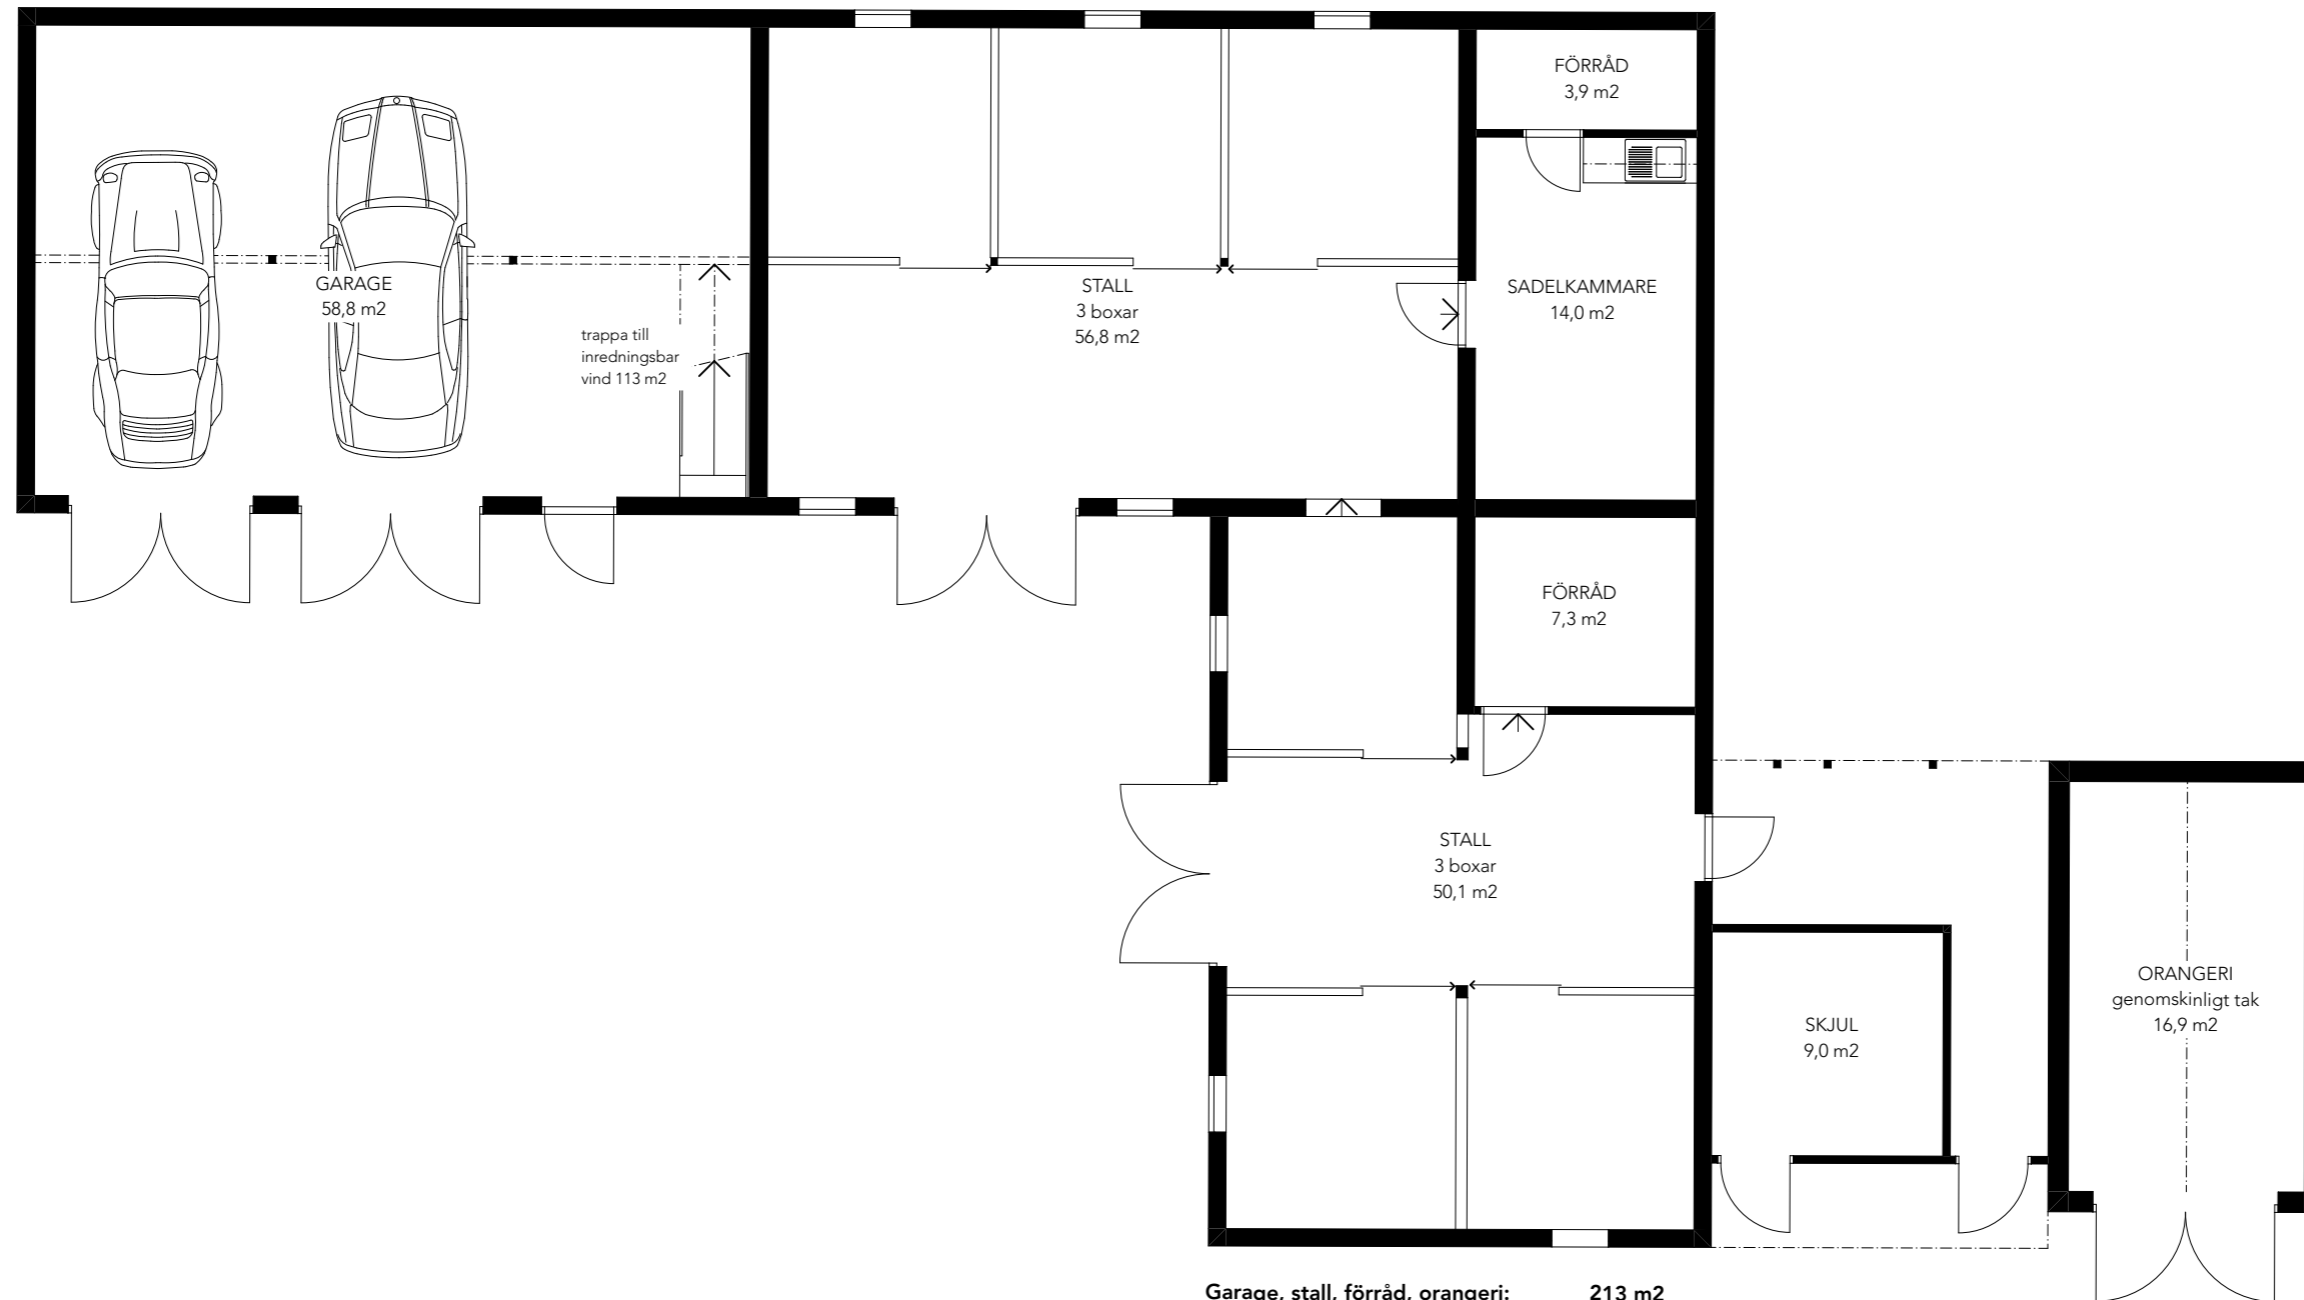 FÖRRÅD
3,9 m2
GARAGE
58,8 m2
trappa till
inredningsbar
vind 113 m2
STALL
3 boxar
56,8 m2
SADELKAMMARE
14,0 m2
FÖRRÅD
7,3 m2
STALL
3 boxar
50,1 m2
SKJUL
9,0 m2
ORANGERI
genomskinligt tak
16,9 m2
Garage, stall, förråd, orangeri: 213 m2